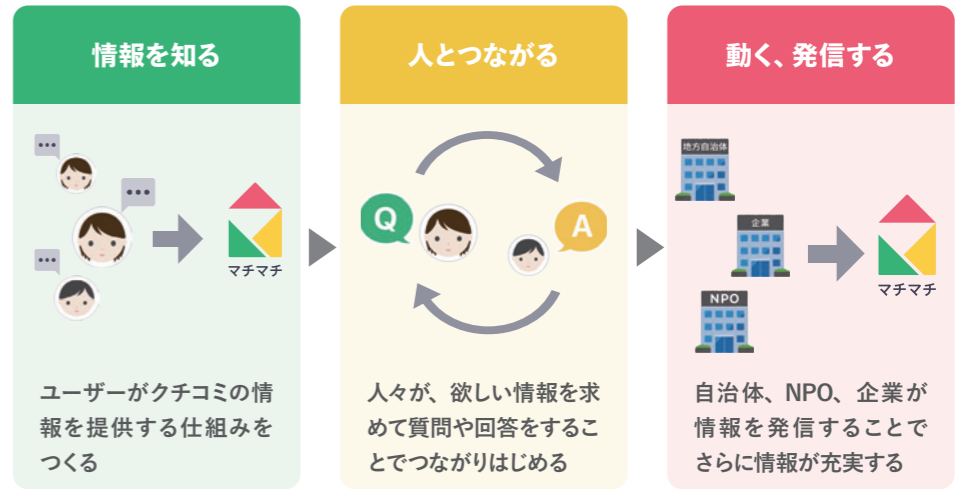 情報を知る
マチマチ
ユーザーがクチコミの情
報を提供する仕組みを
つくる
人とつながる
Q
A
人々が、欲しい情報を求
めて質問や回答をするこ
とでつながりはじめる
動く、発信する
地方自治体
企業
NPO
マチマチ
自治体、NPO、企業が
情報を発信することで
さらに情報が充実する